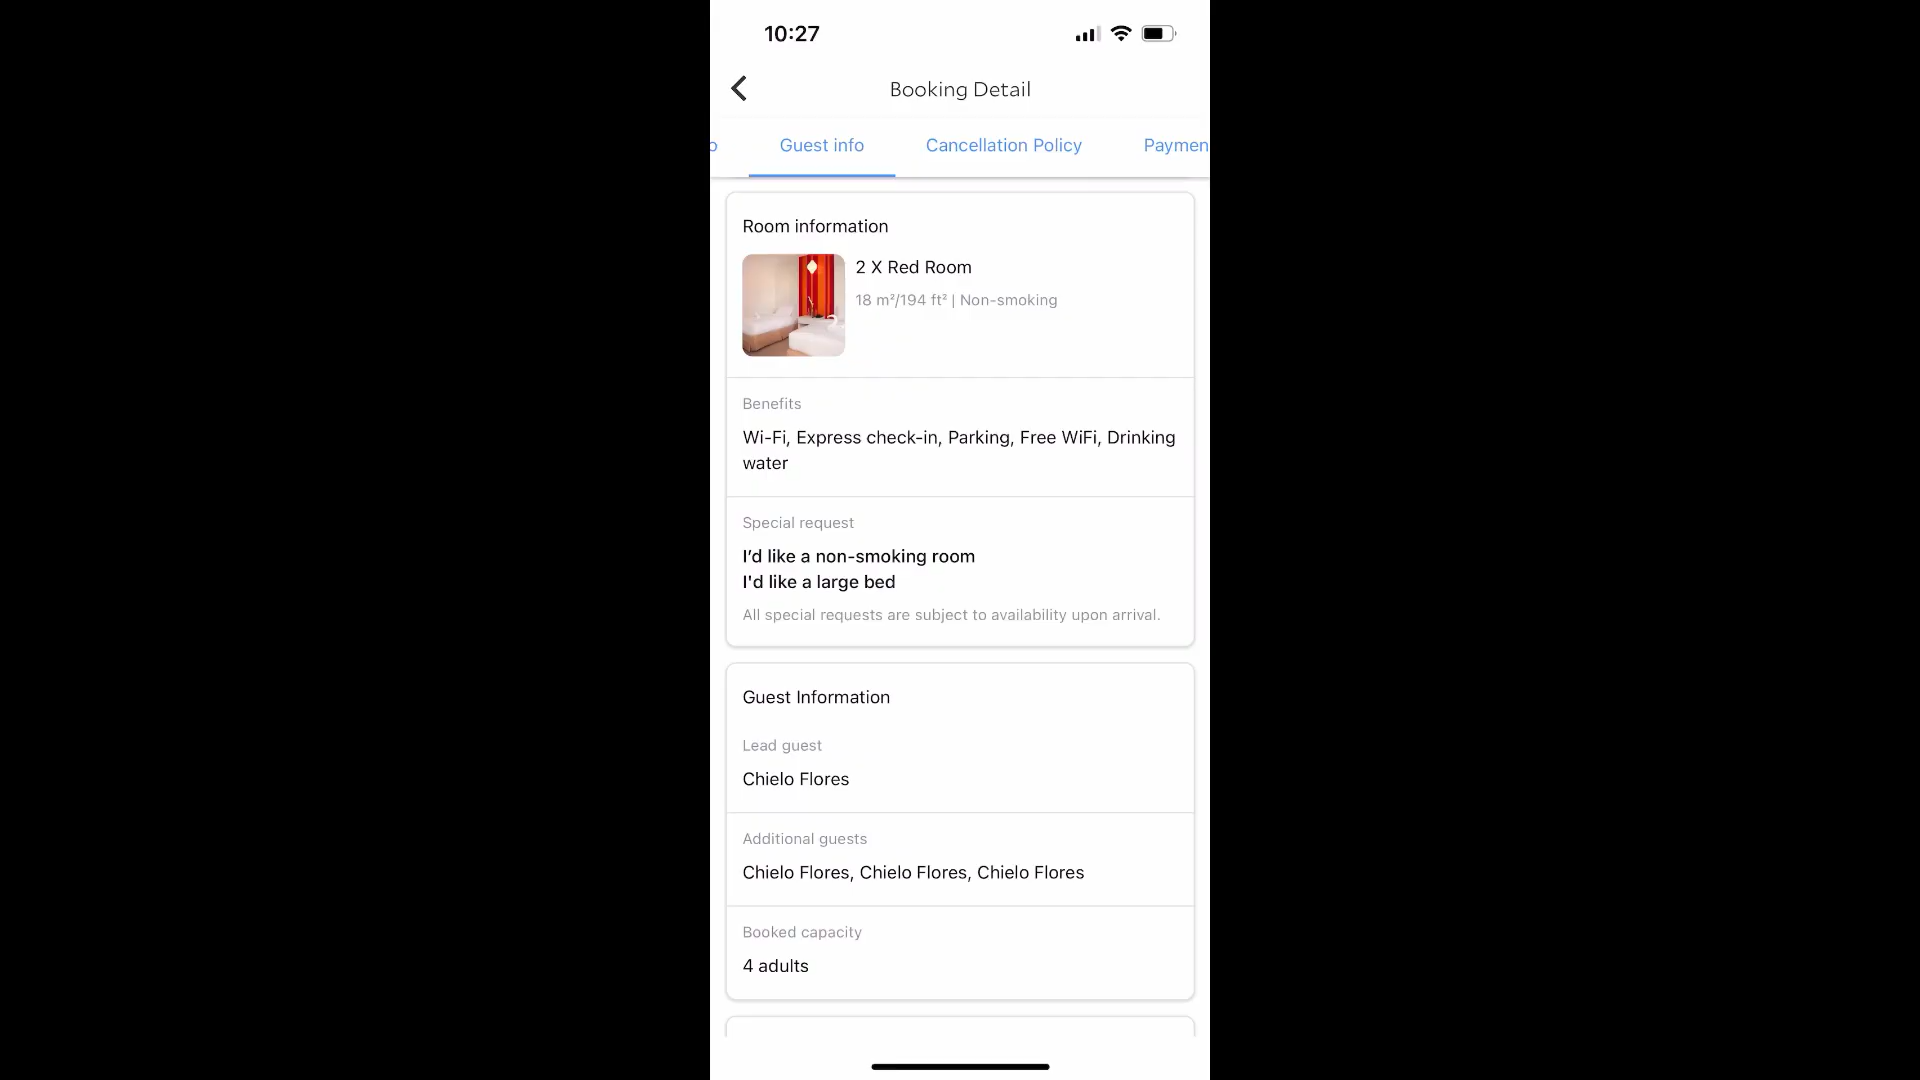 10:27
Booking Detail
o Guest info Cancellation Policy Paymen
Room information
2 X Red Room
18 m²/194 ft² | Non-smoking
Benefits
Wi-Fi, Express check-in, Parking, Free WiFi, Drinking
water
Special request
I’d like a non-smoking room
I'd like a large bed
All special requests are subject to availability upon arrival.
Guest Information
Lead guest
Chielo Flores
Additional guests
Chielo Flores, Chielo Flores, Chielo Flores
Booked capacity
4 adults